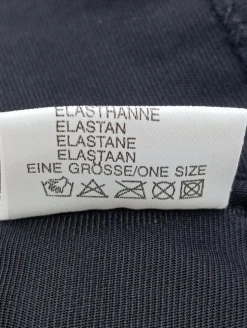 ELASTHANNE
ELASTAN
ELASTANE
ELASTAAN
EINE GRÖSSE/ONE SIZE